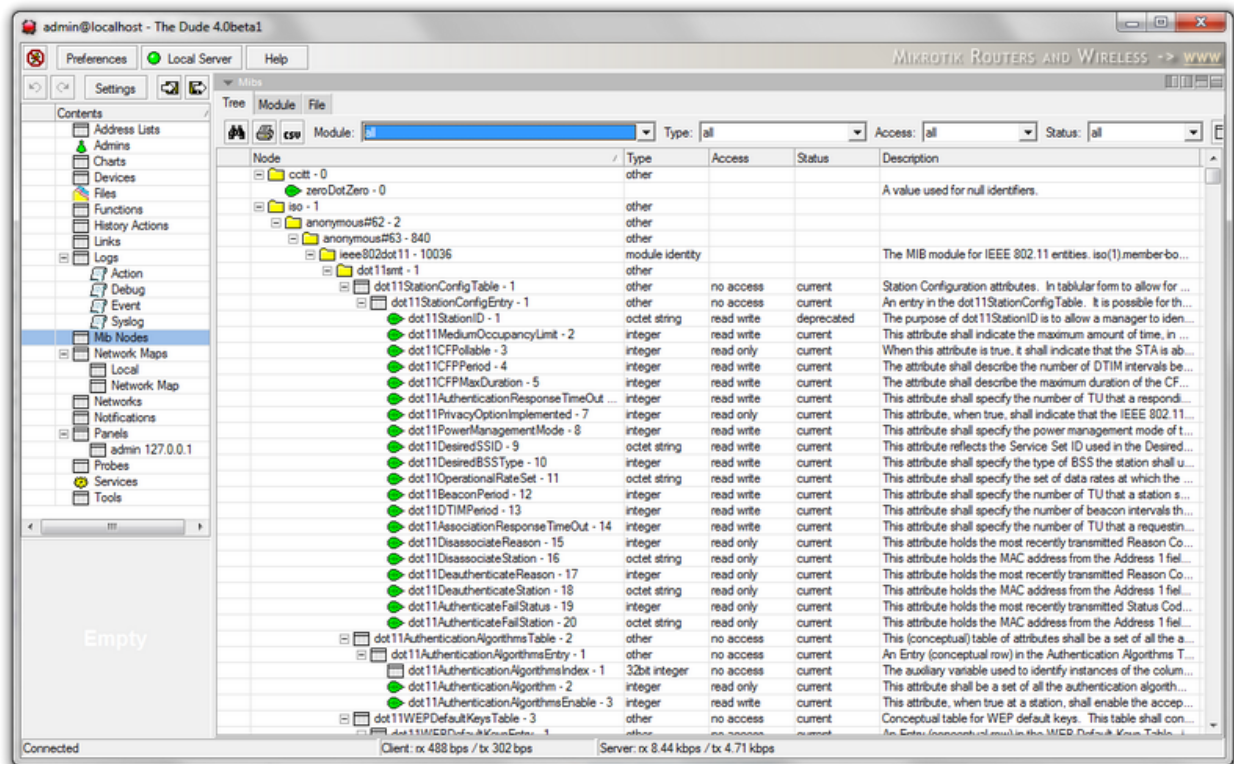 admin@localhost - The Dude 4.0beta1
Preferences Local Server Help MIKROTIK ROUTERS AND WIRELESS -> WWW
Settings Mibs
Contents
Address Lists
Admins
Charts
Devices
Files
Functions
History Actions
Links
Logs
Action
Debug
Event
Syslog
Mib Nodes
Network Maps
Local
Network Map
Networks
Notifications
Panels
admin 127.0.0.1
Probes
Services
Tools
Empty
Tree Module File
CSV Module: all Type: all Access: all Status: all
Node / Type Access Status Description
ccitt - 0 other
zeroDotZero - 0 A value used for null identifiers.
iso - 1 other
anonymous#62 - 2 other
anonymous#63 - 840 other
ieee802dot11 - 10036 module identity The MIB module for IEEE 802.11 entities. iso(1).member-bo...
dot11smt - 1 other
dot11StationConfigTable - 1 other no access current Station Configuration attributes. In tablular form to allow for ...
dot11StationConfigEntry - 1 other no access current An entry in the dot11StationConfigTable. It is possible for th...
dot11StationID - 1 octet string read write deprecated The purpose of dot11StationID is to allow a manager to iden...
dot11MediumOccupancyLimit - 2 integer read write current This attribute shall indicate the maximum amount of time, in ...
dot11CFPollable - 3 integer read only current When this attribute is true, it shall indicate that the STA is ab...
dot11CFPPeriod - 4 integer read write current The attribute shall describe the number of DTIM intervals be...
dot11CFPMaxDuration - 5 integer read write current The attribute shall describe the maximum duration of the CF...
dot11AuthenticationResponseTimeOut ... integer read write current This attribute shall specify the number of TU that a respondi...
dot11PrivacyOptionImplemented - 7 integer read only current This attribute, when true, shall indicate that the IEEE 802.11...
dot11PowerManagementMode - 8 integer read write current This attribute shall specify the power management mode of t...
dot11DesiredSSID - 9 octet string read write current This attribute reflects the Service Set ID used in the Desired...
dot11DesiredBSSType - 10 integer read write current This attribute shall specify the type of BSS the station shall u...
dot11OperationalRateSet - 11 octet string read write current This attribute shall specify the set of data rates at which the ...
dot11BeaconPeriod - 12 integer read write current This attribute shall specify the number of TU that a station s...
dot11DTIMPeriod - 13 integer read write current This attribute shall specify the number of beacon intervals th...
dot11AssociationResponseTimeOut - 14 integer read write current This attribute shall specify the number of TU that a requestin...
dot11DisassociateReason - 15 integer read only current This attribute holds the most recently transmitted Reason Co...
dot11DisassociateStation - 16 octet string read only current This attribute holds the MAC address from the Address 1 fiel...
dot11DeauthenticateReason - 17 integer read only current This attribute holds the most recently transmitted Reason Co...
dot11DeauthenticateStation - 18 octet string read only current This attribute holds the MAC address from the Address 1 fiel...
dot11AuthenticateFailStatus - 19 integer read only current This attribute holds the most recently transmitted Status Cod...
dot11AuthenticateFailStation - 20 octet string read only current This attribute holds the MAC address from the Address 1 fiel...
dot11AuthenticationAlgorithmsTable - 2 other no access current This (conceptual) table of attributes shall be a set of all the a...
dot11AuthenticationAlgorithmsEntry - 1 other no access current An Entry (conceptual row) in the Authentication Algorithms T...
dot11AuthenticationAlgorithmsIndex - 1 32bit integer no access current The auxiliary variable used to identify instances of the colum...
dot11AuthenticationAlgorithm - 2 integer read only current This attribute shall be a set of all the authentication algorith...
dot11AuthenticationAlgorithmsEnable - 3 integer read write current This attribute, when true at a station, shall enable the accep...
dot11WEPDefaultKeysTable - 3 other no access current Conceptual table for WEP default keys. This table shall con...
dot11WEPDefaultKeysEntry - 1 other no access current An Entry (conceptual row) in the WEP Default Keys Table.
Connected Client: rx 488 bps / tx 302 bps Server: rx 8.44 kbps / tx 4.71 kbps